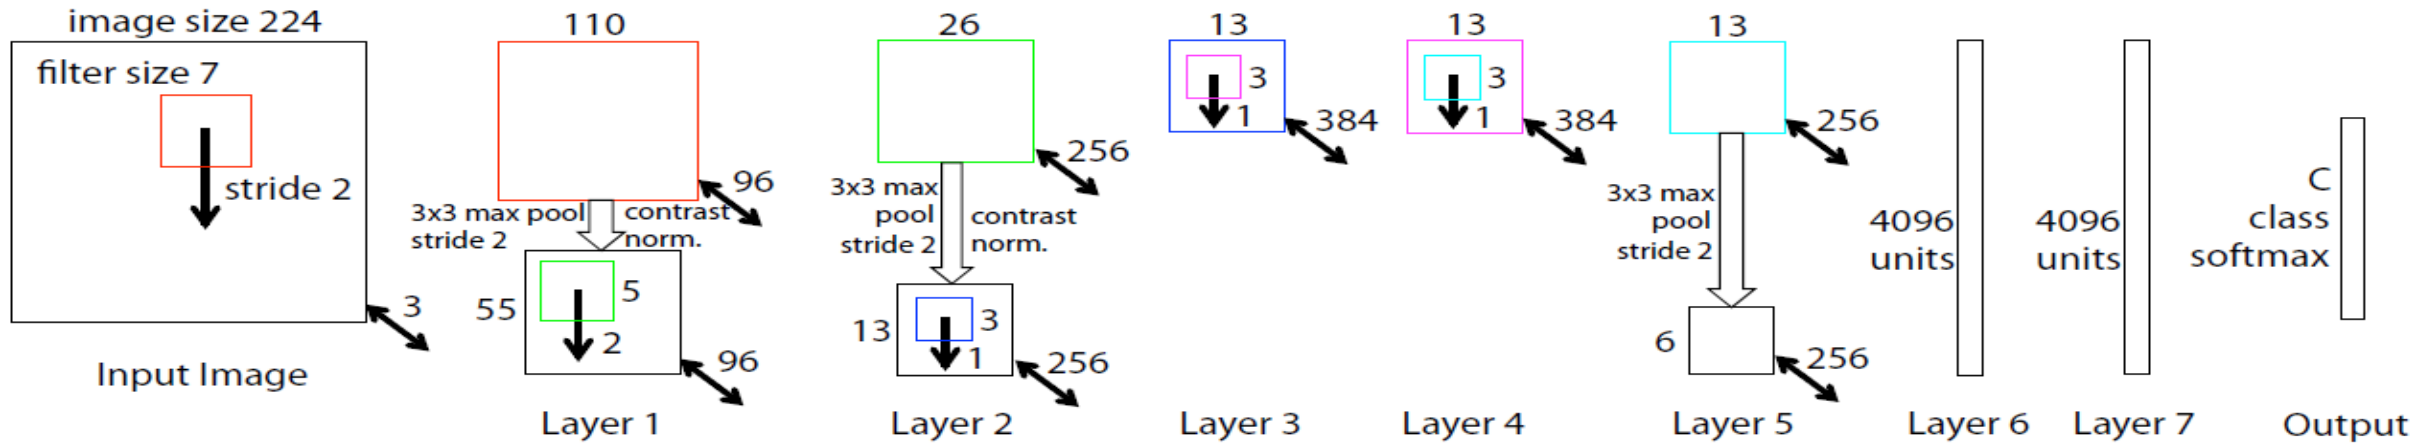 image size 224
filter size 7
stride 2
3
Input Image
110
96
3x3 max pool
stride 2
contrast
norm.
55
5
2
96
Layer 1
26
256
3x3 max
pool
stride 2
contrast
norm.
13
3
1
256
Layer 2
13
3
1
384
Layer 3
13
3
1
384
Layer 4
13
256
3x3 max
pool
stride 2
6
256
Layer 5
4096
units
Layer 6
4096
units
Layer 7
C
class
softmax
Output